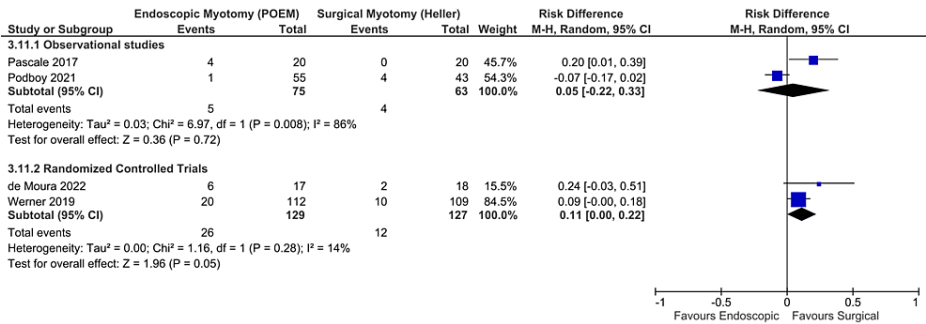 Endoscopic Myotomy (POEM) Surgical Myotomy (Heller) Risk Difference Risk Difference
Study or Subgroup Events Total Events Total Weight M-H, Random, 95% CI M-H, Random, 95% CI
3.11.1 Observational studies
Pascale 2017 4 20 0 20 45.7% 0.20 [0.01, 0.39]
Podboy 2021 1 55 4 43 54.3% -0.07 [-0.17, 0.02]
Subtotal (95% CI) 75 63 100.0% 0.05 [-0.22, 0.33]
Total events 5 4
Heterogeneity: Tau² = 0.03; Chi² = 6.97, df = 1 (P = 0.008); I² = 86%
Test for overall effect: Z = 0.36 (P = 0.72)
3.11.2 Randomized Controlled Trials
de Moura 2022 6 17 2 18 15.5% 0.24 [-0.03, 0.51]
Werner 2019 20 112 10 109 84.5% 0.09 [-0.00, 0.18]
Subtotal (95% CI) 129 127 100.0% 0.11 [0.00, 0.22]
Total events 26 12
Heterogeneity: Tau² = 0.00; Chi² = 1.16, df = 1 (P = 0.28); I² = 14%
Test for overall effect: Z = 1.96 (P = 0.05)
-1 -0.5 0 0.5 1
Favours Endoscopic Favours Surgical